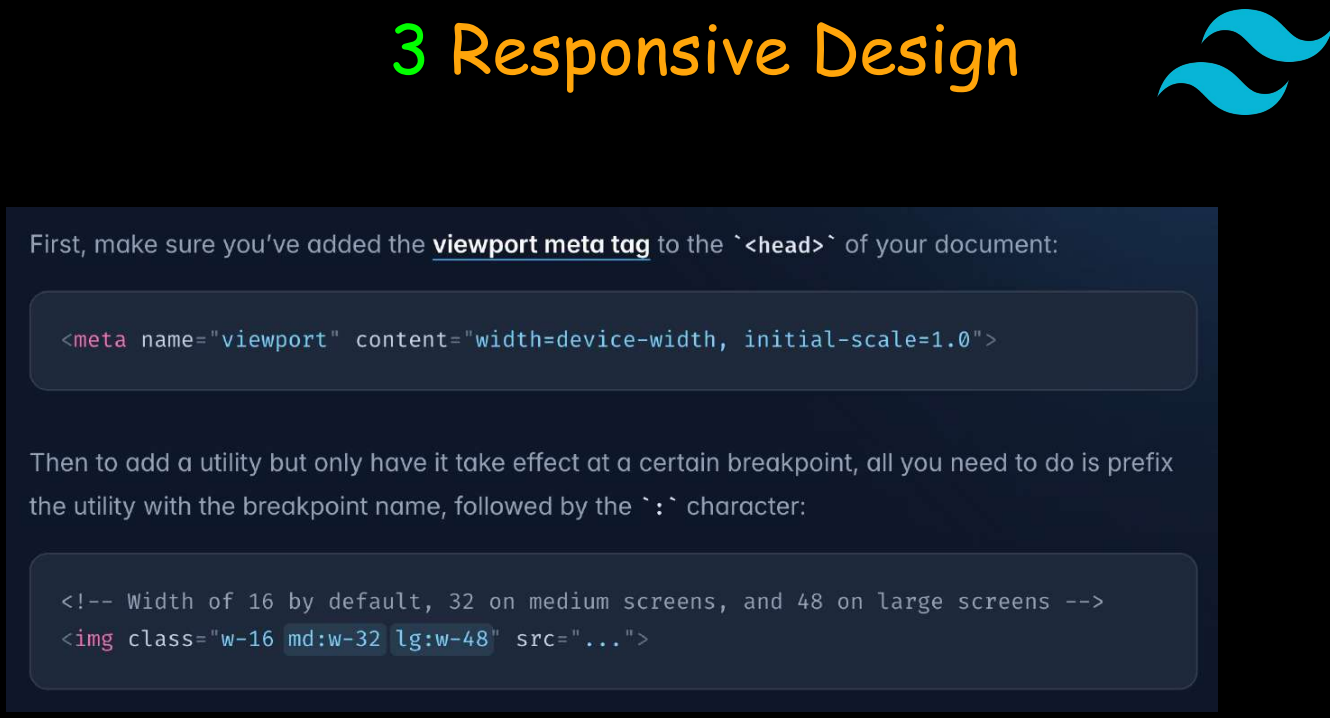 3 Responsive Design
First, make sure you’ve added the viewport meta tag to the `<head>` of your document:
<meta name="viewport" content="width=device-width, initial-scale=1.0">
Then to add a utility but only have it take effect at a certain breakpoint, all you need to do is prefix
the utility with the breakpoint name, followed by the `:` character:
<!-- Width of 16 by default, 32 on medium screens, and 48 on large screens -->
<img class="w-16 md:w-32 lg:w-48" src="...">